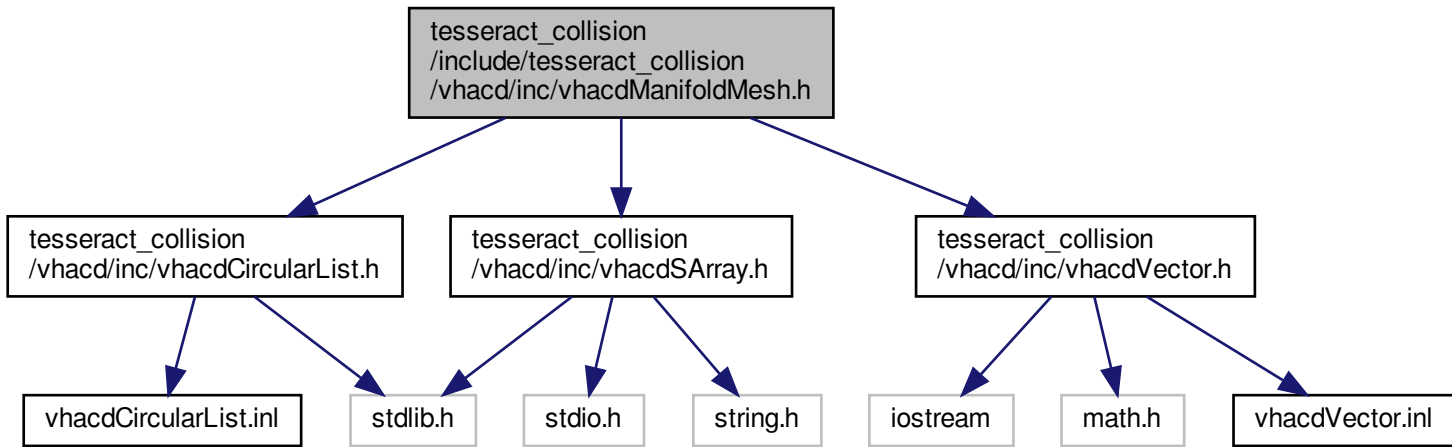 tesseract_collision
/include/tesseract_collision
/vhacd/inc/vhacdManifoldMesh.h
tesseract_collision
/vhacd/inc/vhacdCircularList.h
tesseract_collision
/vhacd/inc/vhacdSArray.h
tesseract_collision
/vhacd/inc/vhacdVector.h
vhacdCircularList.inl
stdlib.h
stdio.h
string.h
iostream
math.h
vhacdVector.inl